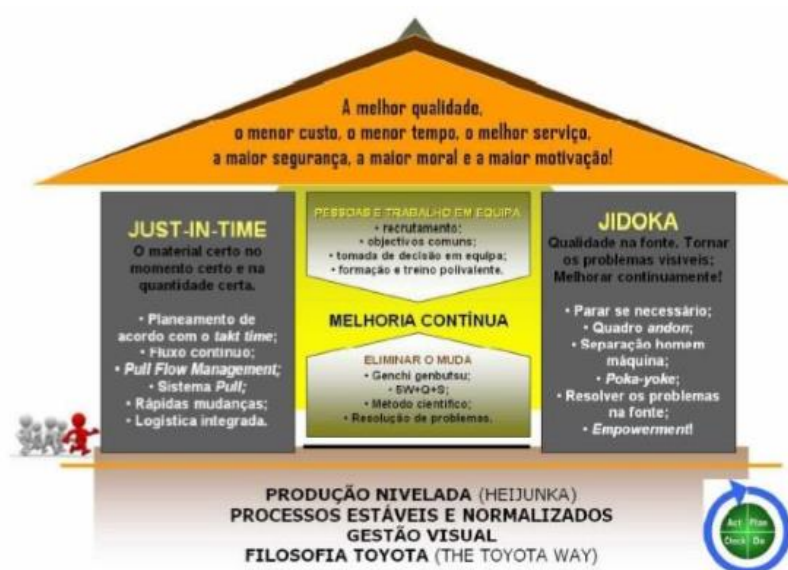 A melhor qualidade,
o menor custo, o menor tempo, o melhor serviço,
a maior segurança, a maior moral e a maior motivação!
JUST-IN-TIME
O material certo no
momento certo e na
quantidade certa.
• Planeamento de
acordo com o takt time;
• Fluxo contínuo;
• Pull Flow Management;
• Sistema Pull;
• Rápidas mudanças;
• Logística integrada.
PESSOAS E TRABALHO EM EQUIPA
• recrutamento;
• objectivos comuns;
• tomada de decisão em equipa;
• formação e treino polivalente.
MELHORIA CONTÍNUA
ELIMINAR O MUDA
• Genchi genbutsu;
• 5W+Q+S;
• Método científico;
• Resolução de problemas.
JIDOKA
Qualidade na fonte. Tornar
os problemas visíveis;
Melhorar continuamente!
• Parar se necessário;
• Quadro andon;
• Separação homem
máquina;
• Poka-yoke;
• Resolver os problemas
na fonte;
• Empowerment!
PRODUÇÃO NIVELADA (HEIJUNKA)
PROCESSOS ESTÁVEIS E NORMALIZADOS
GESTÃO VISUAL
FILOSOFIA TOYOTA (THE TOYOTA WAY)
Act Plan
Check Do